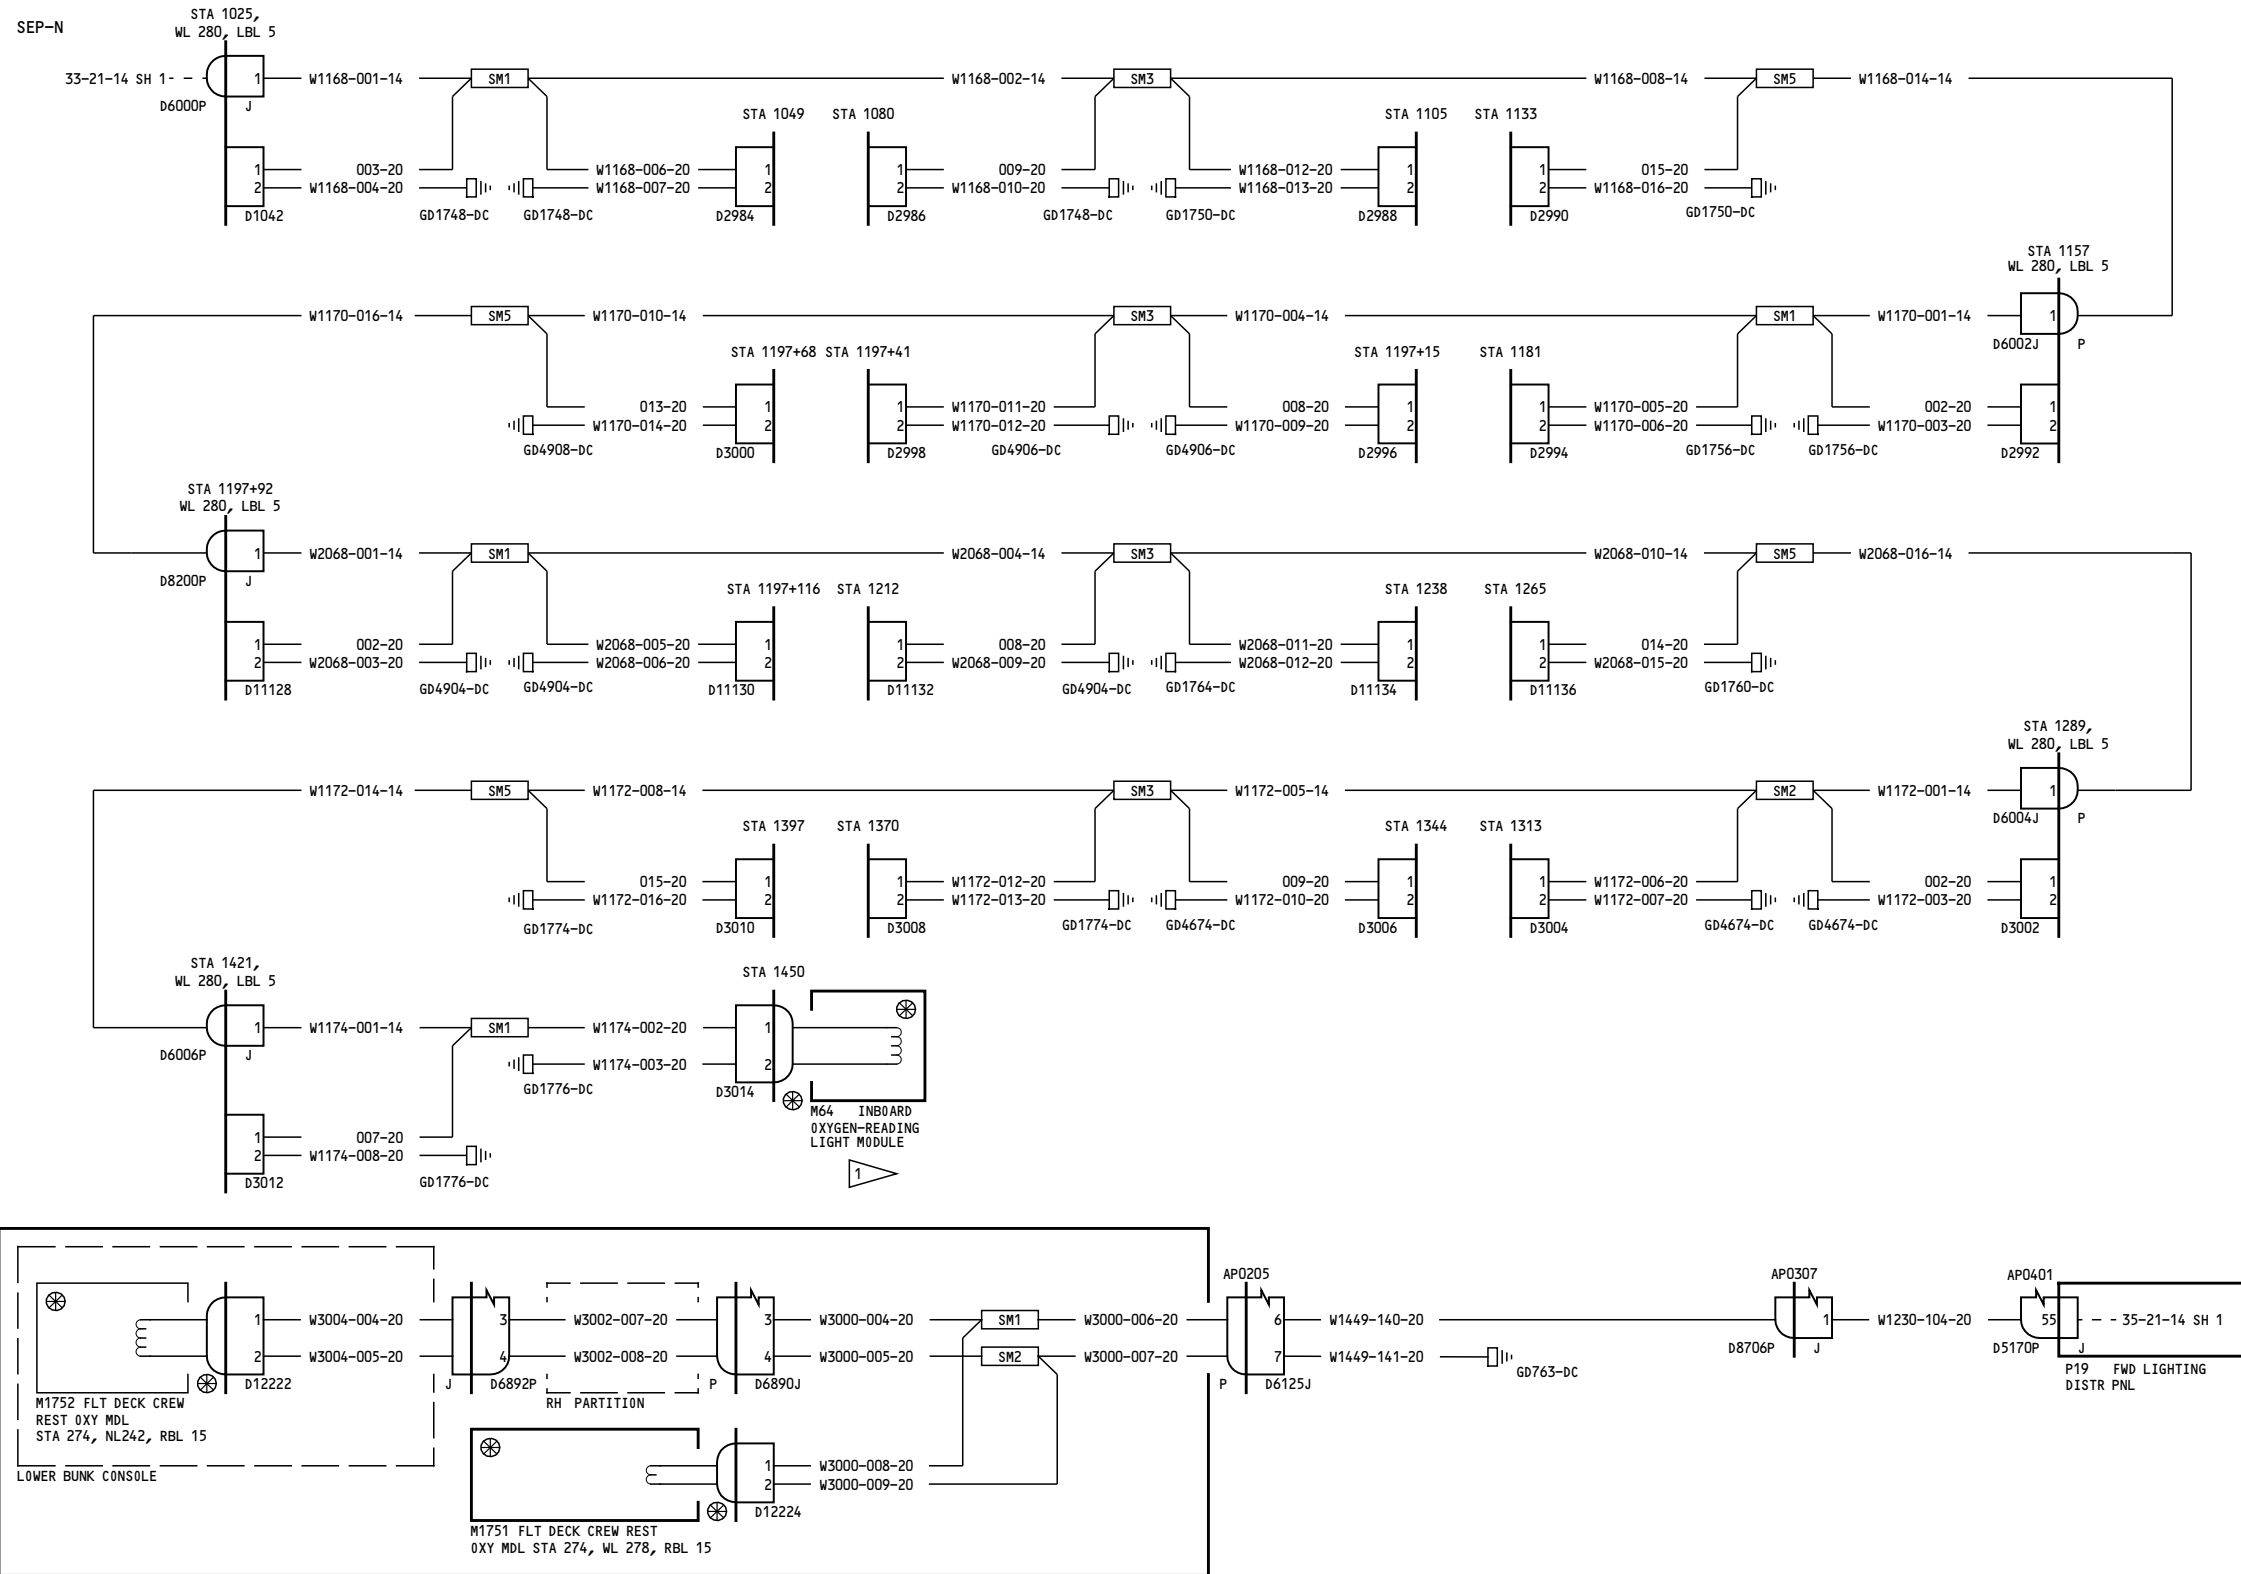 SEP-N
STA 1025,
WL 280, LBL 5
33-21-14 SH 1
1
W1168-001-14
SM1
W1168-002-14
SM3
W1168-008-14
SM5
W1168-014-14
D6000P
J
STA 1049
STA 1080
STA 1105
STA 1133
1
003-20
W1168-006-20
1
1
009-20
W1168-012-20
1
1
015-20
2
W1168-004-20
W1168-007-20
2
2
W1168-010-20
W1168-013-20
2
2
W1168-016-20
D1042
GD1748-DC
GD1748-DC
D2984
D2986
GD1748-DC
GD1750-DC
D2988
D2990
GD1750-DC
STA 1157
WL 280, LBL 5
W1170-016-14
SM5
W1170-010-14
SM3
W1170-004-14
SM1
W1170-001-14
1
D6002J
P
STA 1197+68
STA 1197+41
STA 1197+15
STA 1181
013-20
1
1
W1170-011-20
008-20
1
1
W1170-005-20
002-20
1
W1170-014-20
2
2
W1170-012-20
W1170-009-20
2
2
W1170-006-20
W1170-003-20
2
GD4908-DC
D3000
D2998
GD4906-DC
GD4906-DC
D2996
D2994
GD1756-DC
GD1756-DC
D2992
STA 1197+92
WL 280, LBL 5
1
W2068-001-14
SM1
W2068-004-14
SM3
W2068-010-14
SM5
W2068-016-14
D8200P
J
STA 1197+116
STA 1212
STA 1238
STA 1265
1
002-20
W2068-005-20
1
1
008-20
W2068-011-20
1
1
014-20
2
W2068-003-20
W2068-006-20
2
2
W2068-009-20
W2068-012-20
2
2
W2068-015-20
D11128
GD4904-DC
GD4904-DC
D11130
D11132
GD4904-DC
GD1764-DC
D11134
D11136
GD1760-DC
STA 1289,
WL 280, LBL 5
W1172-014-14
SM5
W1172-008-14
SM3
W1172-005-14
SM2
W1172-001-14
1
D6004J
P
STA 1397
STA 1370
STA 1344
STA 1313
015-20
1
1
W1172-012-20
009-20
1
1
W1172-006-20
002-20
1
W1172-016-20
2
2
W1172-013-20
W1172-010-20
2
2
W1172-007-20
W1172-003-20
2
GD1774-DC
D3010
D3008
GD1774-DC
GD4674-DC
D3006
D3004
GD4674-DC
GD4674-DC
D3002
STA 1421,
WL 280, LBL 5
STA 1450
1
W1174-001-14
SM1
W1174-002-20
1
D6006P
J
W1174-003-20
2
GD1776-DC
D3014
M64 INBOARD
OXYGEN-READING
LIGHT MODULE
1
007-20
2
W1174-008-20
D3012
GD1776-DC
1
AP0205
AP0307
AP0401
1
W3004-004-20
3
W3002-007-20
3
W3000-004-20
SM1
W3000-006-20
6
W1449-140-20
1
W1230-104-20
55
35-21-14 SH 1
2
W3004-005-20
4
W3002-008-20
4
W3000-005-20
SM2
W3000-007-20
7
W1449-141-20
GD763-DC
D8706P
J
D5170P
J
D12222
J
D6892P
P
D6890J
P
D6125J
P19 FWD LIGHTING
DISTR PNL
M1752 FLT DECK CREW
REST OXY MDL
STA 274, NL242, RBL 15
RH PARTITION
LOWER BUNK CONSOLE
1
W3000-008-20
2
W3000-009-20
D12224
M1751 FLT DECK CREW REST
OXY MDL STA 274, WL 278, RBL 15